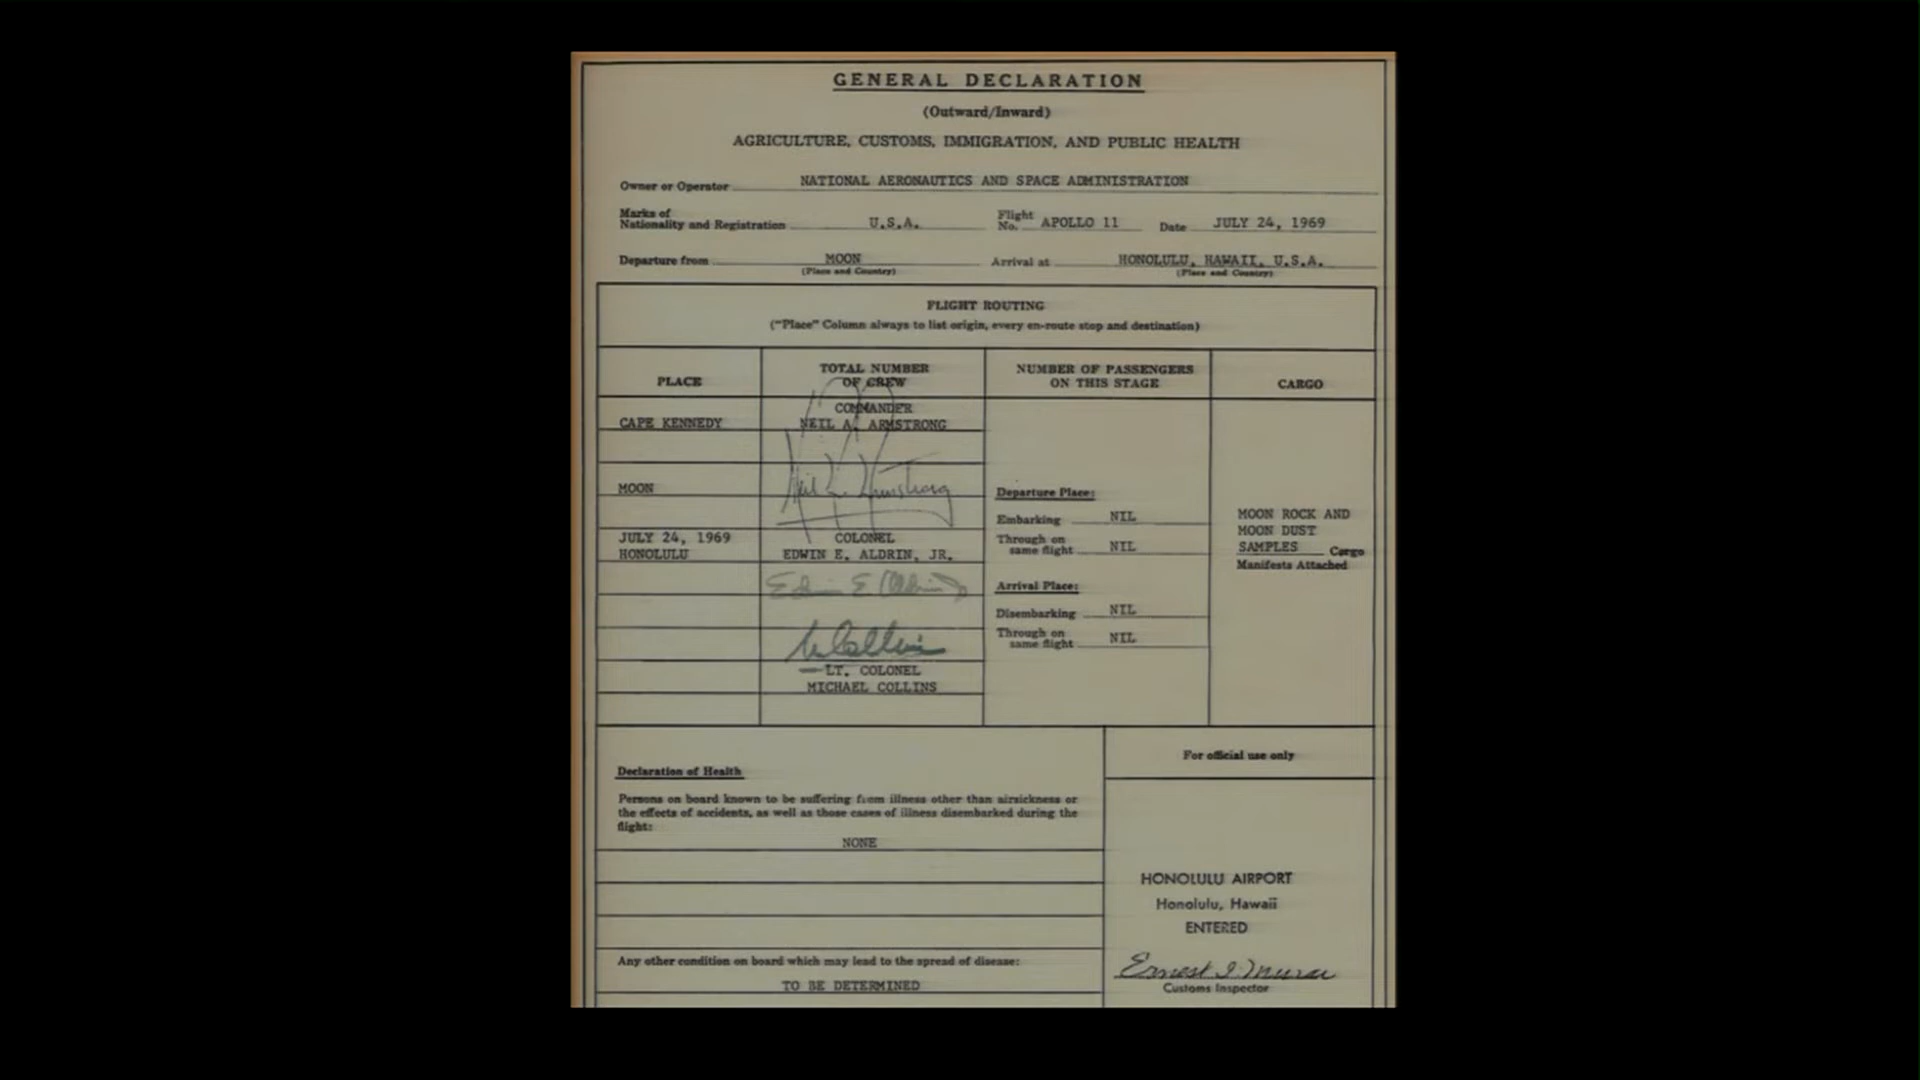 GENERAL DECLARATION
(Outward/Inward)
AGRICULTURE, CUSTOMS, IMMIGRATION, AND PUBLIC HEALTH
Owner or Operator NATIONAL AERONAUTICS AND SPACE ADMINISTRATION
Marks of
Nationality and Registration U.S.A. Flight No. APOLLO 11 Date JULY 24, 1969
Departure from MOON Arrival at HONOLULU, HAWAII, U.S.A.
(Place and Country) (Place and Country)
FLIGHT ROUTING
("Place" Column always to list origin, every en-route stop and destination)
PLACE
TOTAL NUMBER
OF CREW
NUMBER OF PASSENGERS
ON THIS STAGE
CARGO
CAPE KENNEDY
MOON
JULY 24, 1969
HONOLULU
COMMANDER
NEIL A. ARMSTRONG
Neil A. Armstrong
COLONEL
EDWIN E. ALDRIN, JR.
Edwin E Aldrin Jr
M Collins
LT. COLONEL
MICHAEL COLLINS
Departure Place:
Embarking NIL
Through on
same flight NIL
Arrival Place:
Disembarking NIL
Through on
same flight NIL
MOON ROCK AND
MOON DUST
SAMPLES Cargo
Manifests Attached
Declaration of Health
Persons on board known to be suffering from illness other than airsickness or
the effects of accidents, as well as those cases of illness disembarked during the
flight:
NONE
Any other condition on board which may lead to the spread of disease:
TO BE DETERMINED
For official use only
HONOLULU AIRPORT
Honolulu, Hawaii
ENTERED
Ernest I. Murai
Customs Inspector